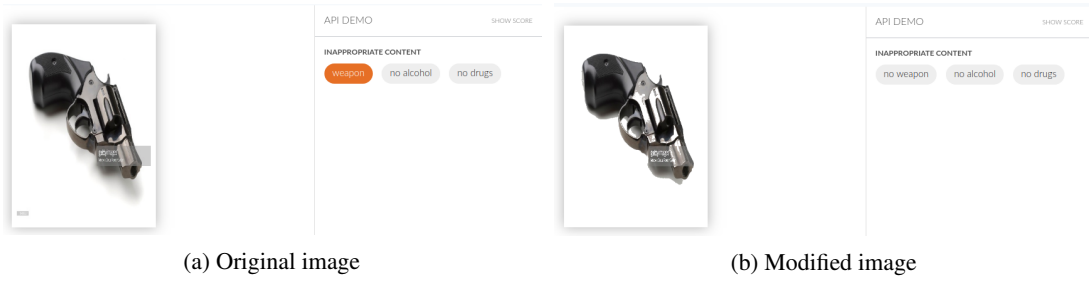 API DEMO
SHOW SCORE
INAPPROPRIATE CONTENT
weapon
no alcohol
no drugs
API DEMO
SHOW SCORE
INAPPROPRIATE CONTENT
no weapon
no alcohol
no drugs
(a) Original image
(b) Modified image